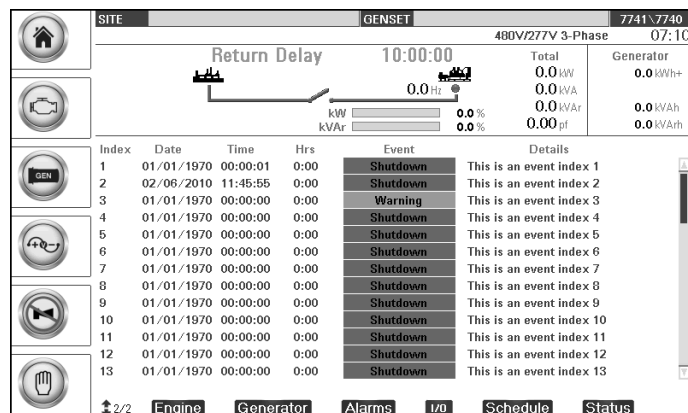 SITE GENSET 7741\7740
480V/277V 3-Phase 07:10
Return Delay 10:00:00 Total Generator
0.0 Hz 0.0 kW 0.0 kWh+
0.0 kVA
kW 0.0 % 0.0 kVAr 0.0 kVAh
kVAr 0.0 % 0.00 pf 0.0 kVArh
Index Date Time Hrs Event Details
1 01/01/1970 00:00:01 0:00 Shutdown This is an event index 1
2 02/06/2010 11:45:55 0:00 Shutdown This is an event index 2
3 01/01/1970 00:00:00 0:00 Warning This is an event index 3
4 01/01/1970 00:00:00 0:00 Shutdown This is an event index 4
5 01/01/1970 00:00:00 0:00 Shutdown This is an event index 5
6 01/01/1970 00:00:00 0:00 Shutdown This is an event index 6
7 01/01/1970 00:00:00 0:00 Shutdown This is an event index 7
8 01/01/1970 00:00:00 0:00 Shutdown This is an event index 8
9 01/01/1970 00:00:00 0:00 Shutdown This is an event index 9
10 01/01/1970 00:00:00 0:00 Shutdown This is an event index 10
11 01/01/1970 00:00:00 0:00 Shutdown This is an event index 11
12 01/01/1970 00:00:00 0:00 Shutdown This is an event index 12
13 01/01/1970 00:00:00 0:00 Shutdown This is an event index 13
GEN
2/2 Engine Generator Alarms I/O Schedule Status